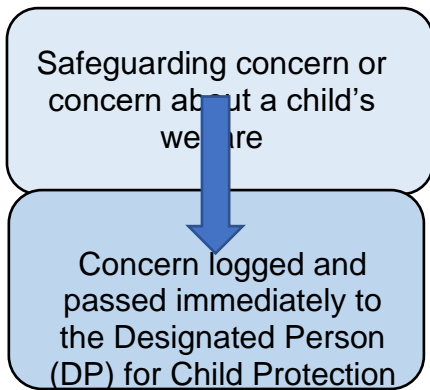 Safeguarding concern or
concern about a child's
welfare
Concern logged and
passed immediately to
the Designated Person
(DP) for Child Protection